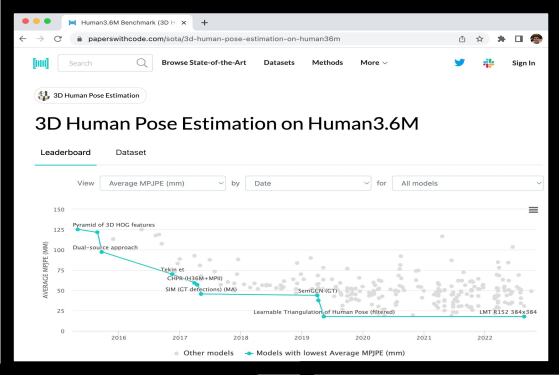 Human3.6M Benchmark (3D H
paperswithcode.com/sota/3d-human-pose-estimation-on-human36m
Search
Browse State-of-the-Art Datasets Methods More
Sign In
3D Human Pose Estimation
3D Human Pose Estimation on Human3.6M
Leaderboard Dataset
View Average MPJPE (mm) by Date for All models
AVERAGE MPJPE (MM)
150
125
100
75
50
25
0
Pyramid of 3D HOG features
Dual-source approach
Tekin et
CHPR-(H36M+MPII)
SIM (GT detections) (MA)
SemGCN (GT)
Learnable Triangulation of Human Pose (filtered)
LMT R152 384x384
2016 2017 2018 2019 2020 2021 2022
Other models Models with lowest Average MPJPE (mm)